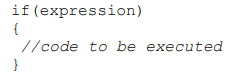 if(expression)
{
//code to be executed
}